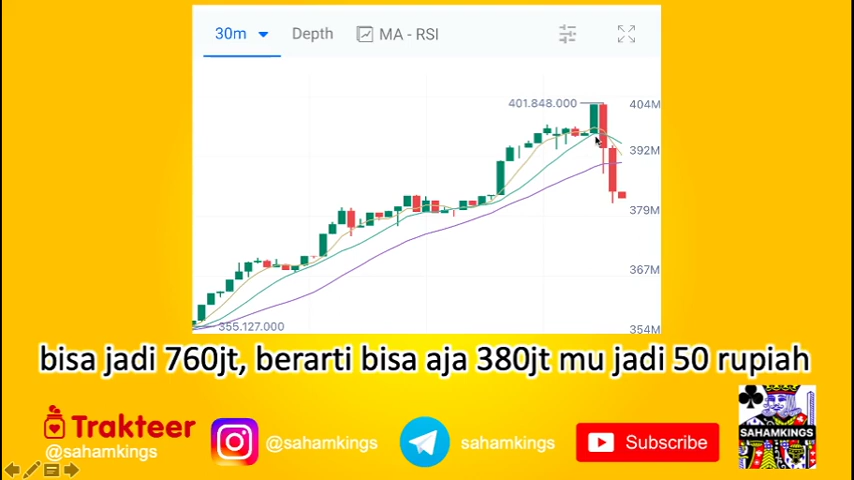 30m Depth MA - RSI
401.848.000
404M
392M
379M
367M
355.127.000
354M
bisa jadi 760jt, berarti bisa aja 380jt mu jadi 50 rupiah
Trakteer
@sahamkings
@sahamkings
sahamkings
Subscribe
SAHAMKINGS